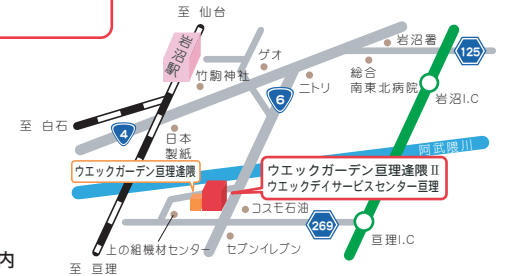 至 仙台
岩沼駅
ゲオ
岩沼署
125
竹駒神社
ニトリ
総合
南東北病院
6
岩沼I.C
至 白石
4
日本
製紙
阿武隈川
ウエックガーデン亘理逢隈
ウエックガーデン亘理逢隈Ⅱ
ウエックデイサービスセンター亘理
コスモ石油
269
亘理I.C
上の組機材センター
セブンイレブン
内
至 亘理